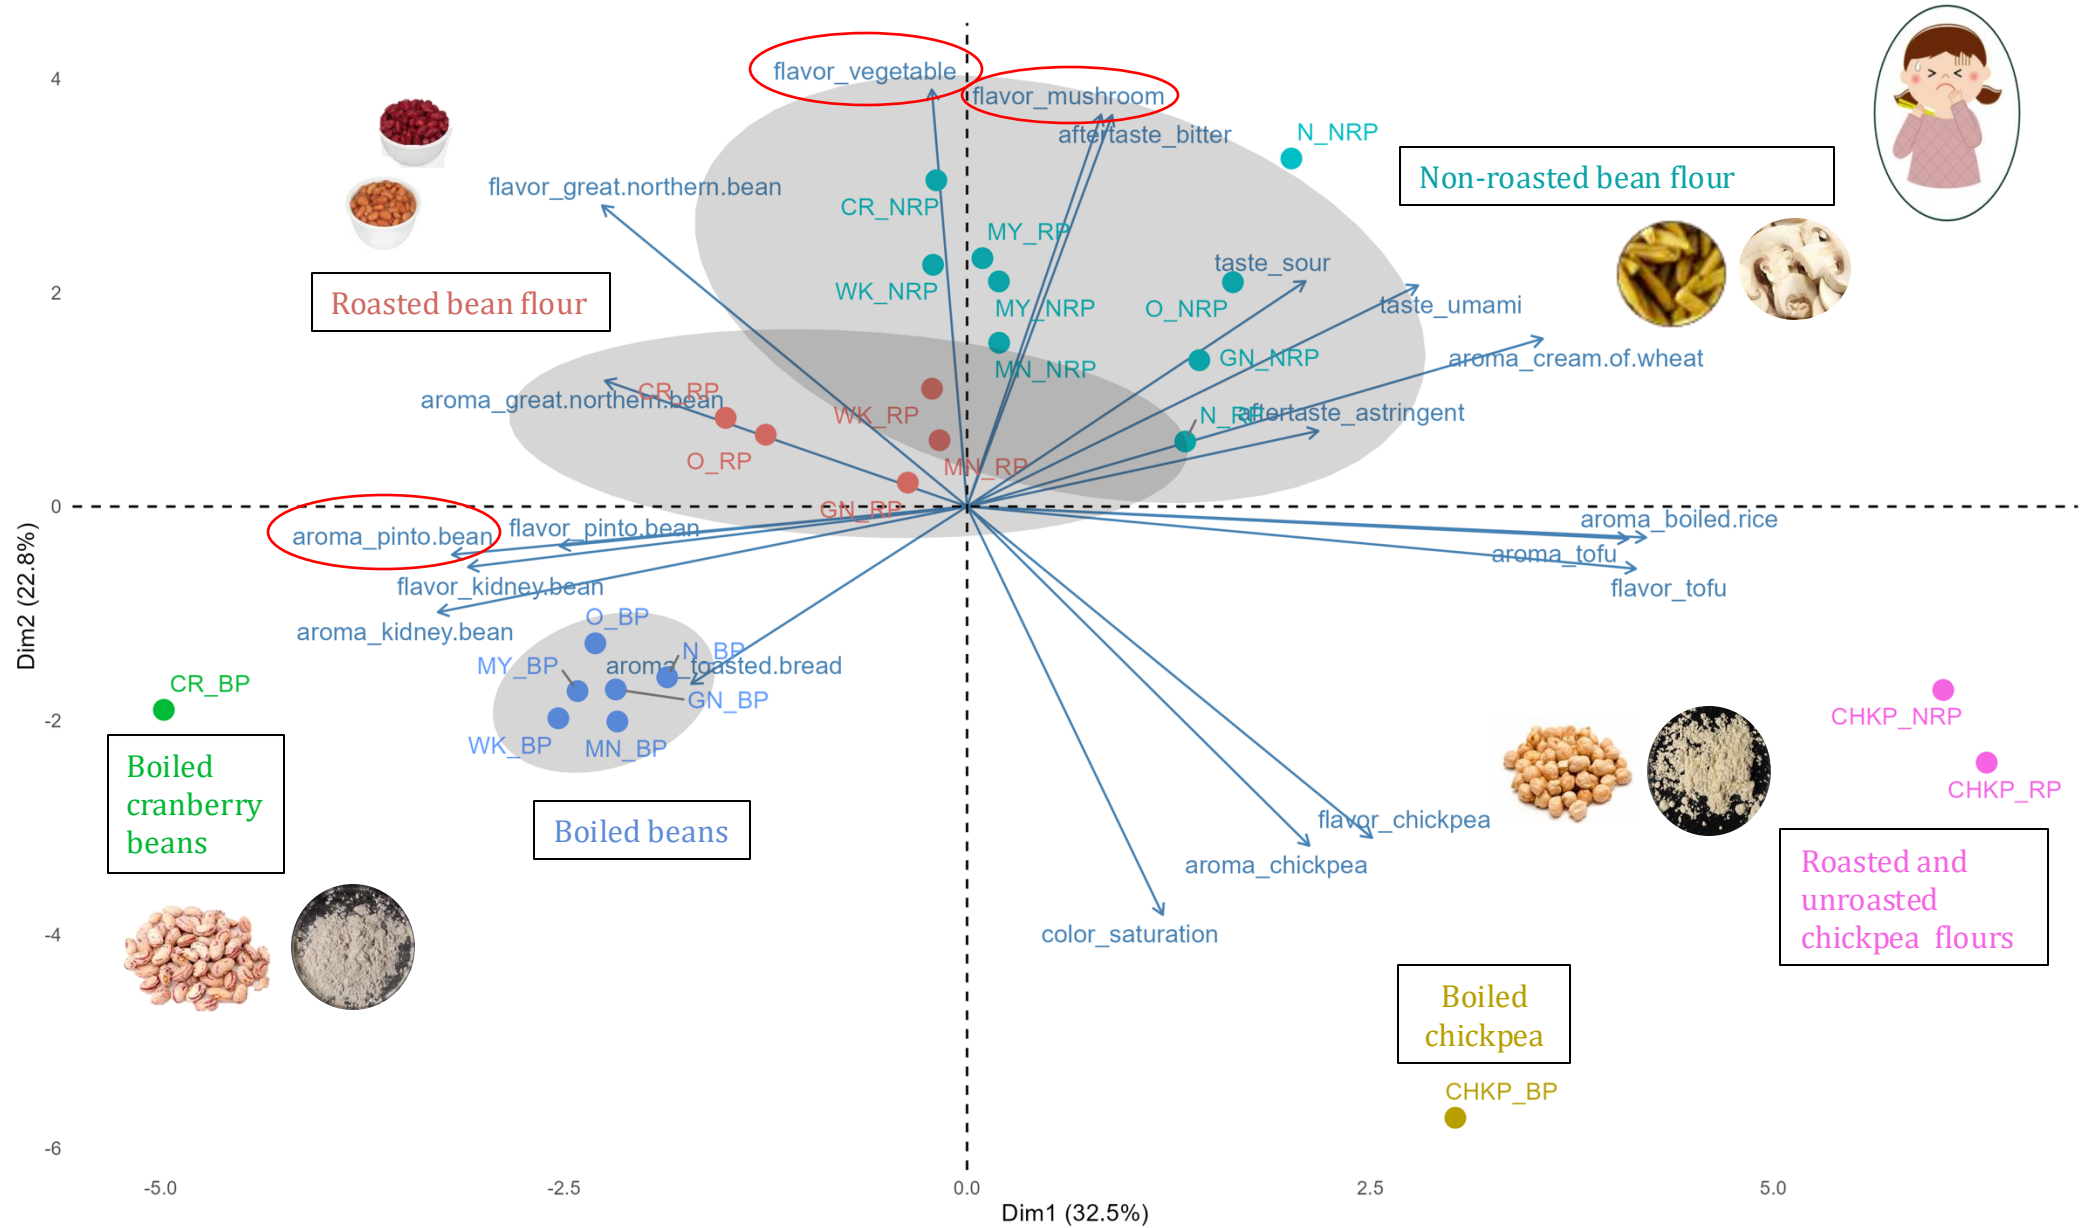 4
flavor_vegetable
flavor_mushroom
aftertaste_bitter
N_NRP
Non-roasted bean flour
flavor_great.northern.bean
CR_NRP
MY_RP
taste_sour
WK_NRP
MY_NRP
O_NRP
taste_umami
2
Roasted bean flour
MN_NRP
GN_NRP
aroma_cream.of.wheat
CR_RP
aroma_great.northern.bean
WK_RP
N_RP
aftertaste_astringent
O_RP
MN_RP
GN_RP
0
aroma_pinto.bean
flavor_pinto.bean
aroma_boiled.rice
aroma_tofu
flavor_kidney.bean
flavor_tofu
aroma_kidney.bean
O_BP
N_BP
MY_BP
aroma_toasted.bread
GN_BP
CR_BP
WK_BP
MN_BP
-2
CHKP_NRP
CHKP_RP
Boiled
cranberry
beans
Boiled beans
flavor_chickpea
aroma_chickpea
Roasted and
unroasted
chickpea flours
color_saturation
-4
Boiled
chickpea
CHKP_BP
-6
-5.0
-2.5
0.0
2.5
5.0
Dim1 (32.5%)
Dim2 (22.8%)